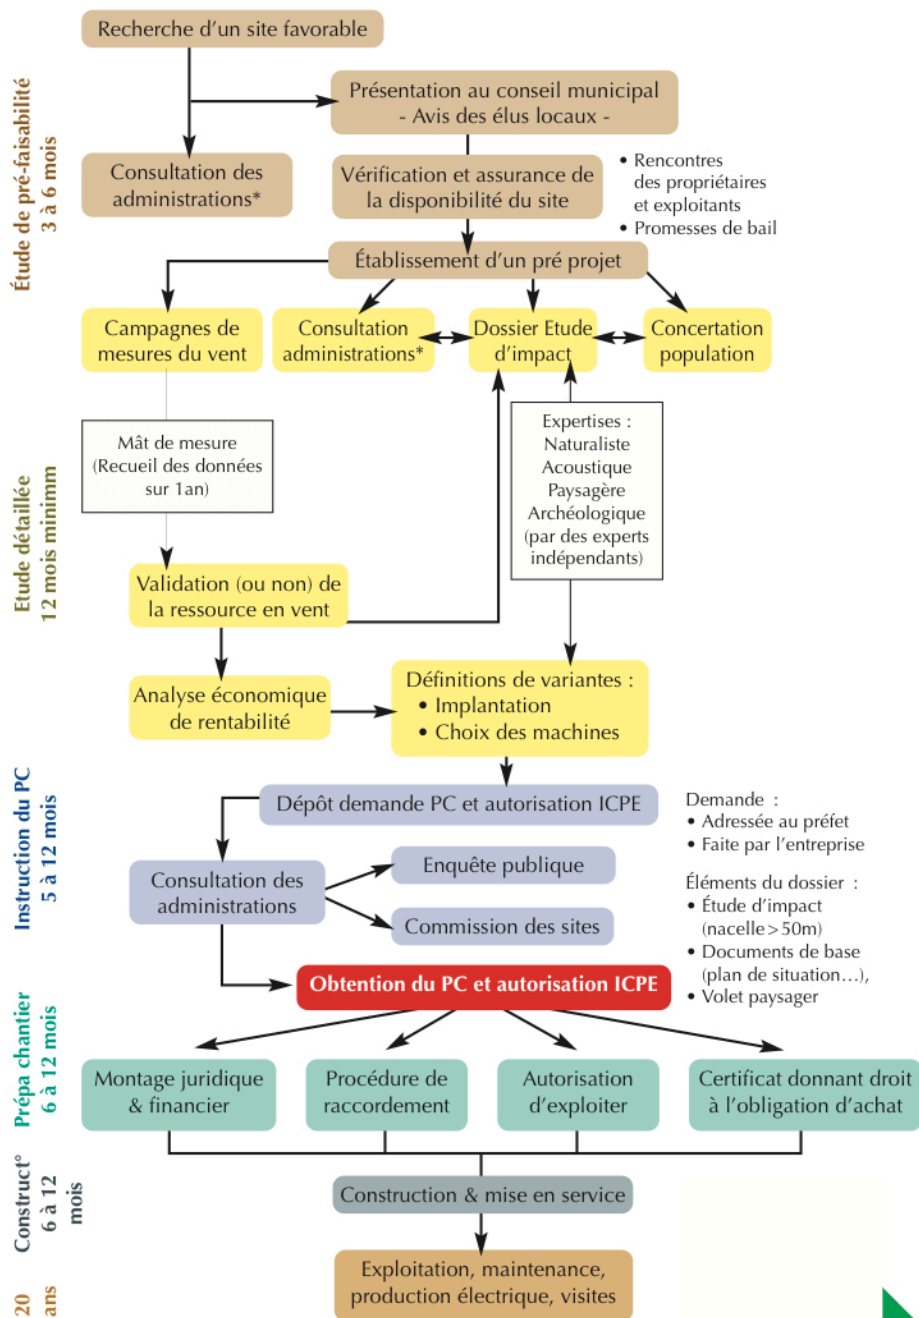 Recherche d'un site favorable
Présentation au conseil municipal
- Avis des élus locaux -
Étude de pré-faisabilité
3 à 6 mois
Consultation des
administrations*
Vérification et assurance de
la disponibilité du site
• Rencontres
des propriétaires
et exploitants
• Promesses de bail
Établissement d'un pré projet
Campagnes de
mesures du vent
Consultation
administrations*
Dossier Etude
d'impact
Concertation
population
Etude détaillée
12 mois minimm
Mât de mesure
(Recueil des données
sur 1an)
Expertises :
Naturaliste
Acoustique
Paysagère
Archéologique
(par des experts
indépendants)
Validation (ou non) de
la ressource en vent
Analyse économique
de rentabilité
Définitions de variantes :
• Implantation
• Choix des machines
Instruction du PC
5 à 12 mois
Dépôt demande PC et autorisation ICPE
Demande :
• Adressée au préfet
• Faite par l'entreprise
Consultation des
administrations
Enquête publique
Commission des sites
Éléments du dossier :
• Étude d'impact
(nacelle > 50m)
• Documents de base
(plan de situation…),
• Volet paysager
Obtention du PC et autorisation ICPE
Prépa chantier
6 à 12 mois
Montage juridique
& financier
Procédure de
raccordement
Autorisation
d'exploiter
Certificat donnant droit
à l'obligation d'achat
Construct°
6 à 12
mois
Construction & mise en service
20
ans
Exploitation, maintenance,
production électrique, visites